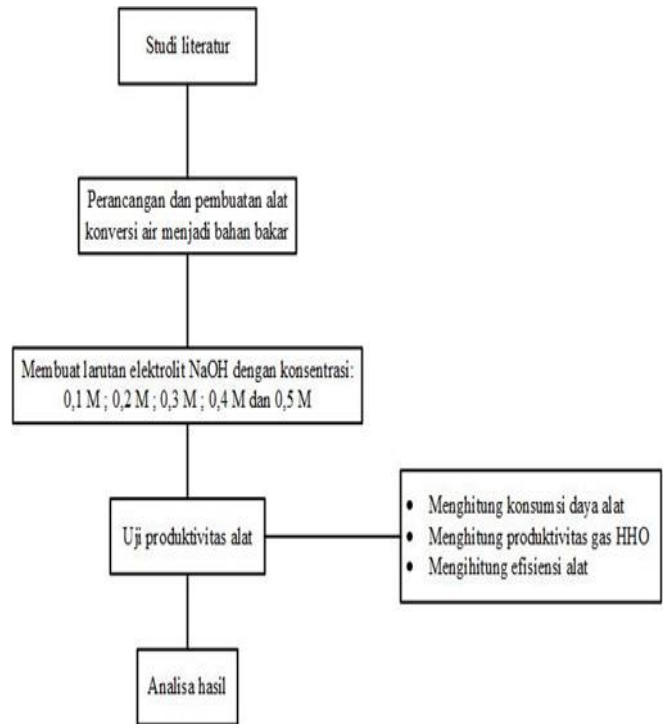 Studi literatur
Perancangan dan pembuatan alat
konversi air menjadi bahan bakar
Membuat larutan elektrolit NaOH dengan konsentrasi:
0,1 M ; 0,2 M ; 0,3 M ; 0,4 M dan 0,5 M
Uji produktivitas alat
• Menghitung konsumsi daya alat
• Menghitung produktivitas gas HHO
• Mengihitung efisiensi alat
Analisa hasil